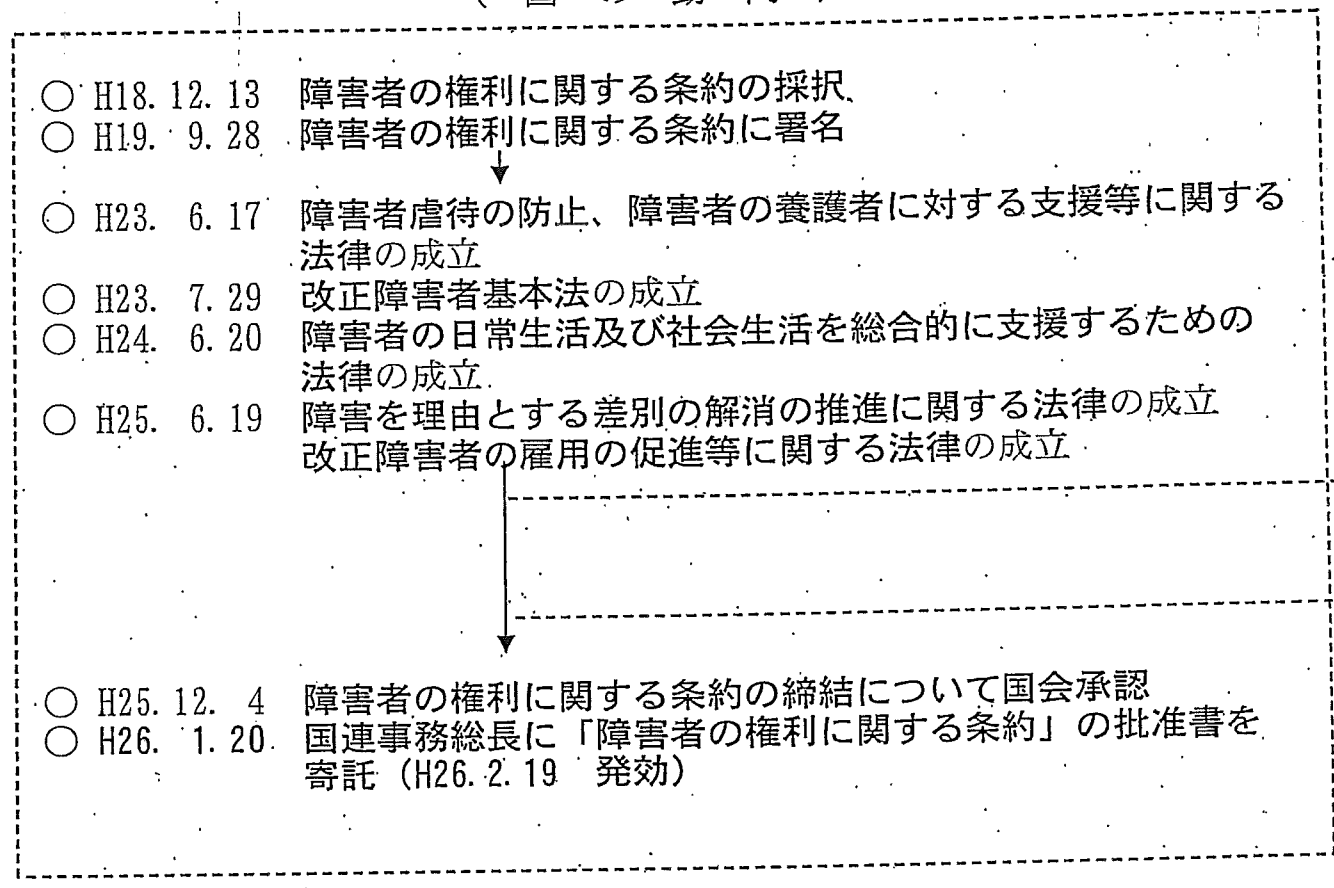 ○ H18.12.13 障害者の権利に関する条約の採択
○ H19. 9.28 障害者の権利に関する条約に署名
○ H23. 6.17 障害者虐待の防止、障害者の養護者に対する支援等に関する
法律の成立
○ H23. 7.29 改正障害者基本法の成立
○ H24. 6.20 障害者の日常生活及び社会生活を総合的に支援するための
法律の成立
○ H25. 6.19 障害を理由とする差別の解消の推進に関する法律の成立
改正障害者の雇用の促進等に関する法律の成立
○ H25.12. 4 障害者の権利に関する条約の締結について国会承認
○ H26. 1.20 国連事務総長に「障害者の権利に関する条約」の批准書を
寄託（H26.2.19 発効）